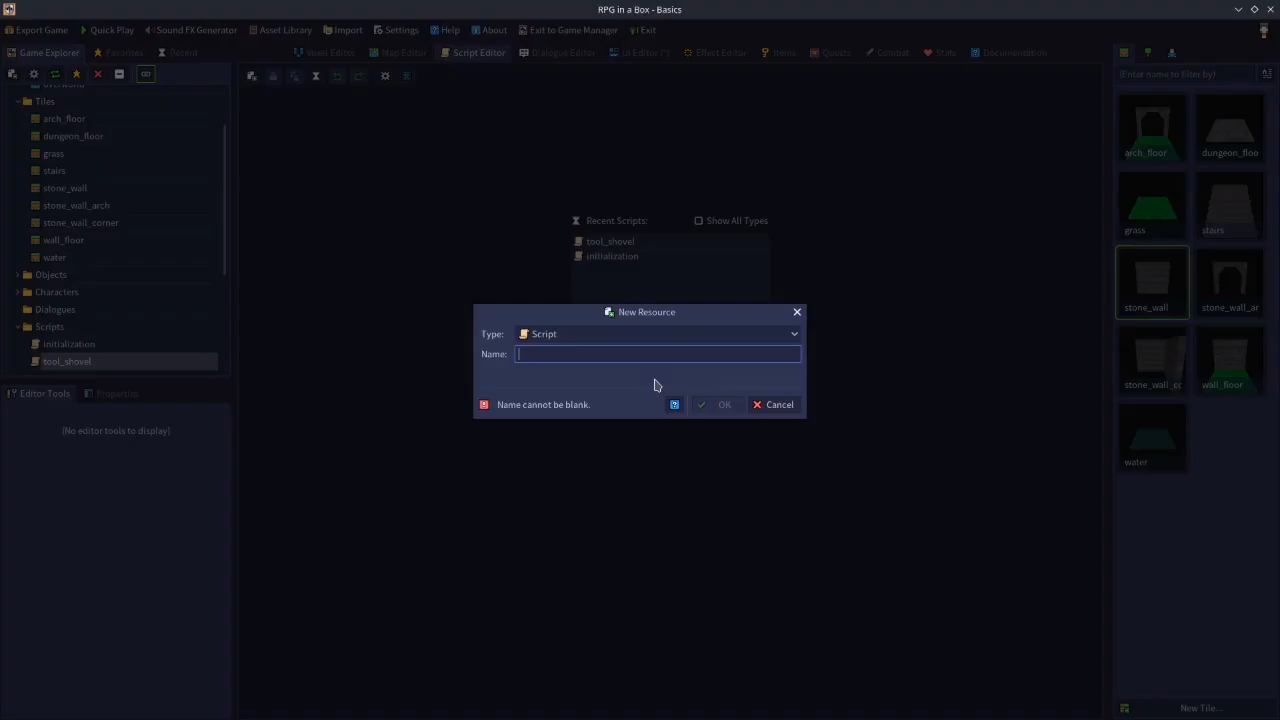 RPG in a Box - Basics
Export Game Quick Play Sound FX Generator Asset Library Import Settings Help About Exit to Game Manager Exit
Game Explorer Favorites Recent Voxel Editor Map Editor Script Editor Dialogue Editor UI Editor (*) Effect Editor Items Quests Combat Stats Documentation
(Enter name to filter by)
overworld
Tiles
arch_floor
dungeon_floor
grass
stairs
stone_wall
stone_wall_arch
stone_wall_corner
wall_floor
water
Objects
Characters
Dialogues
Scripts
initialization
tool_shovel
Editor Tools Properties
(No editor tools to display)
Recent Scripts: Show All Types
tool_shovel
initialization
New Resource
Type: Script
Name:
Name cannot be blank.
OK Cancel
arch_floor dungeon_floo
grass stairs
stone_wall stone_wall_ar
stone_wall_cc wall_floor
water
New Tile...